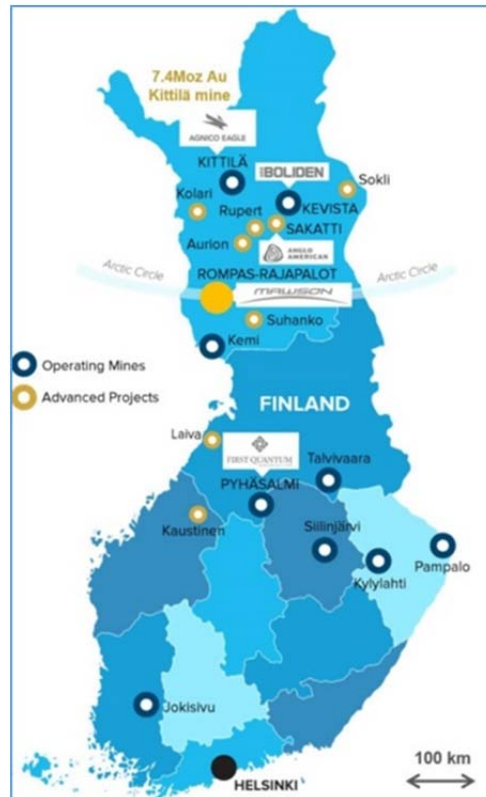 7.4Moz Au
Kittilä mine
AGNICO EAGLE
KITTILÄ
BOLIDEN
Sokli
Kolari
KEVISTA
Rupert
SAKATTI
Aurion
ANGLO
AMERICAN
ROMPAS-RAJAPALOT
Arctic Circle
Arctic Circle
MAWSON
Suhanko
Kemi
Operating Mines
Advanced Projects
FINLAND
Laiva
FIRST QUANTUM
Talvivaara
PYHÄSALMI
Kaustinen
Siilinjärvi
Pampalo
Kylylahti
Jokisivu
100 km
HELSINKI